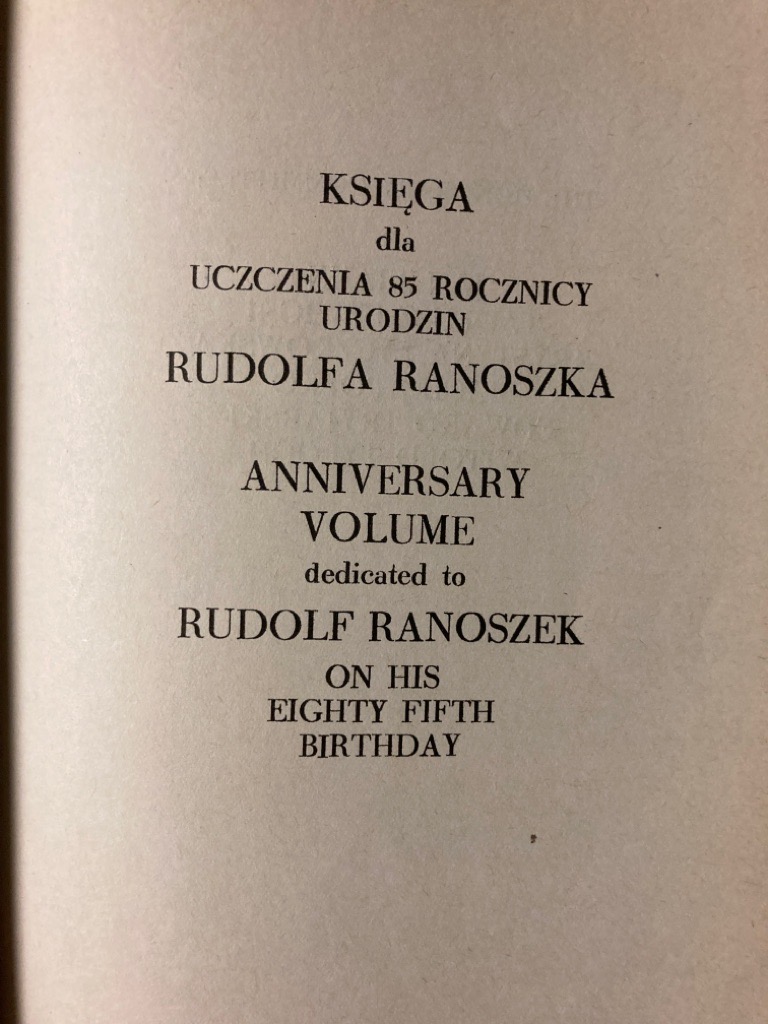 KSIĘGA
dla
UCZCZENIA 85 ROCZNICY
URODZIN
RUDOLFA RANOSZKA
ANNIVERSARY
VOLUME
dedicated to
RUDOLF RANOSZEK
ON HIS
EIGHTY FIFTH
BIRTHDAY